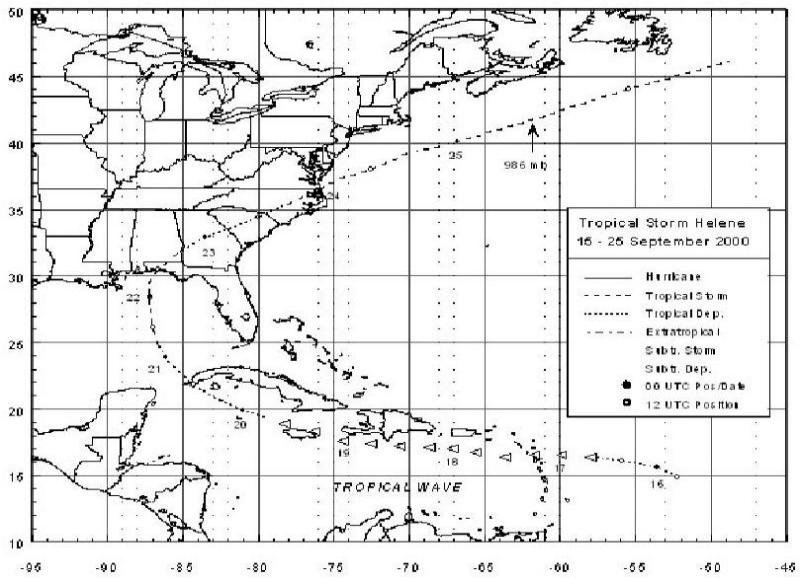 50
45
40
35
30
25
20
15
10
25
986 mb
24
23
22
21
20
19
18
17
16
TROPICAL WAVE
Tropical Storm Helene
15 - 25 September 2000
Hurricane
Tropical Storm
Tropical Dep.
Extratropical
Subtr. Storm
Subtr. Dep.
00 UTC Pos/Date
12 UTC Position
-95 -90 -85 -80 -75 -70 -65 -60 -55 -50 -45